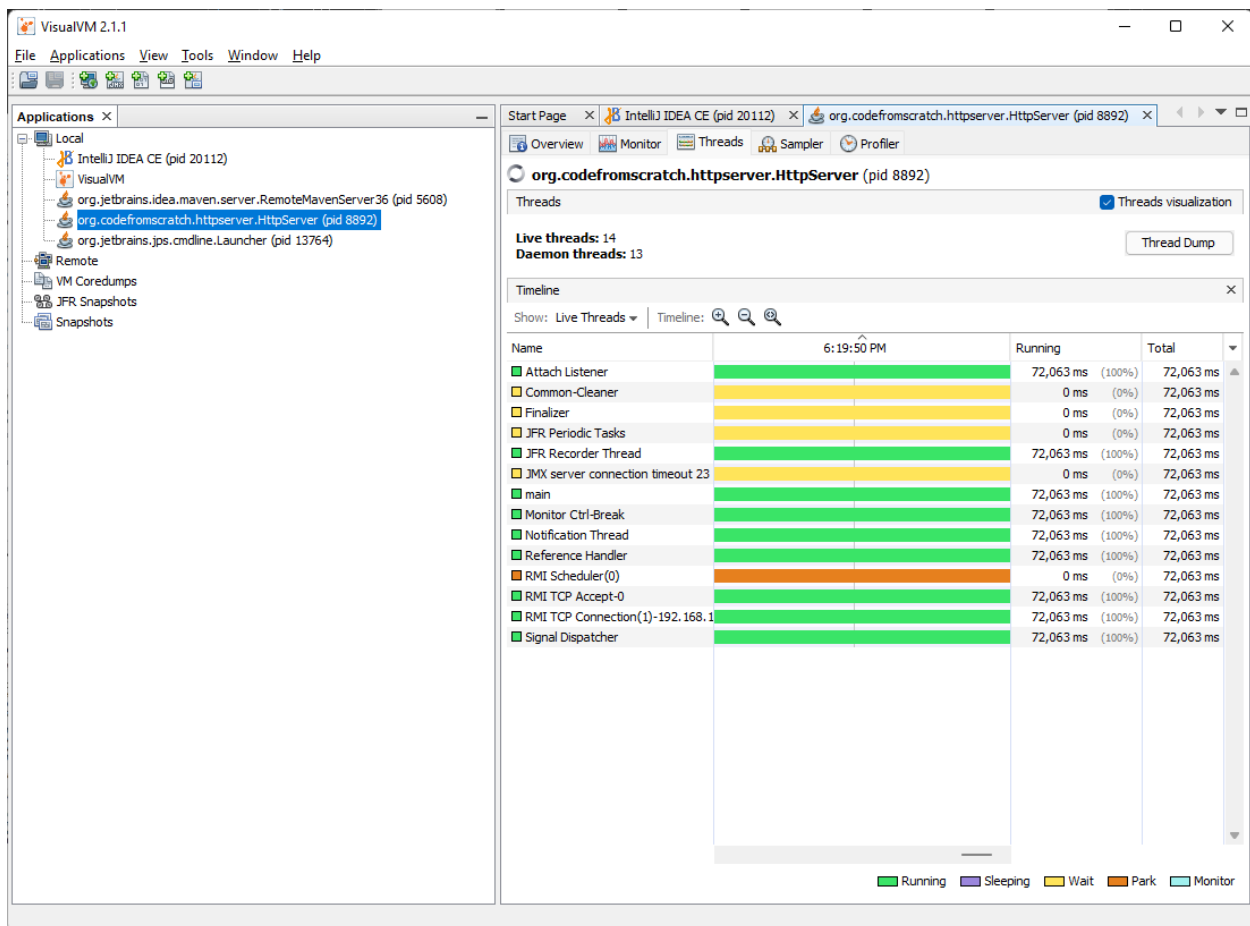 VisualVM 2.1.1
File Applications View Tools Window Help
Applications
Local
IntelliJ IDEA CE (pid 20112)
VisualVM
org.jetbrains.idea.maven.server.RemoteMavenServer36 (pid 5608)
org.codefromscratch.httpserver.HttpServer (pid 8892)
org.jetbrains.jps.cmdline.Launcher (pid 13764)
Remote
VM Coredumps
JFR Snapshots
Snapshots
Start Page IntelliJ IDEA CE (pid 20112) org.codefromscratch.httpserver.HttpServer (pid 8892)
Overview Monitor Threads Sampler Profiler
org.codefromscratch.httpserver.HttpServer (pid 8892)
Threads Threads visualization
Live threads: 14
Daemon threads: 13
Thread Dump
Timeline
Show: Live Threads Timeline:
Name 6:19:50 PM Running Total
Attach Listener 72,063 ms (100%) 72,063 ms
Common-Cleaner 0 ms (0%) 72,063 ms
Finalizer 0 ms (0%) 72,063 ms
JFR Periodic Tasks 0 ms (0%) 72,063 ms
JFR Recorder Thread 72,063 ms (100%) 72,063 ms
JMX server connection timeout 23 0 ms (0%) 72,063 ms
main 72,063 ms (100%) 72,063 ms
Monitor Ctrl-Break 72,063 ms (100%) 72,063 ms
Notification Thread 72,063 ms (100%) 72,063 ms
Reference Handler 72,063 ms (100%) 72,063 ms
RMI Scheduler(0) 0 ms (0%) 72,063 ms
RMI TCP Accept-0 72,063 ms (100%) 72,063 ms
RMI TCP Connection(1)-192.168.1 72,063 ms (100%) 72,063 ms
Signal Dispatcher 72,063 ms (100%) 72,063 ms
Running Sleeping Wait Park Monitor